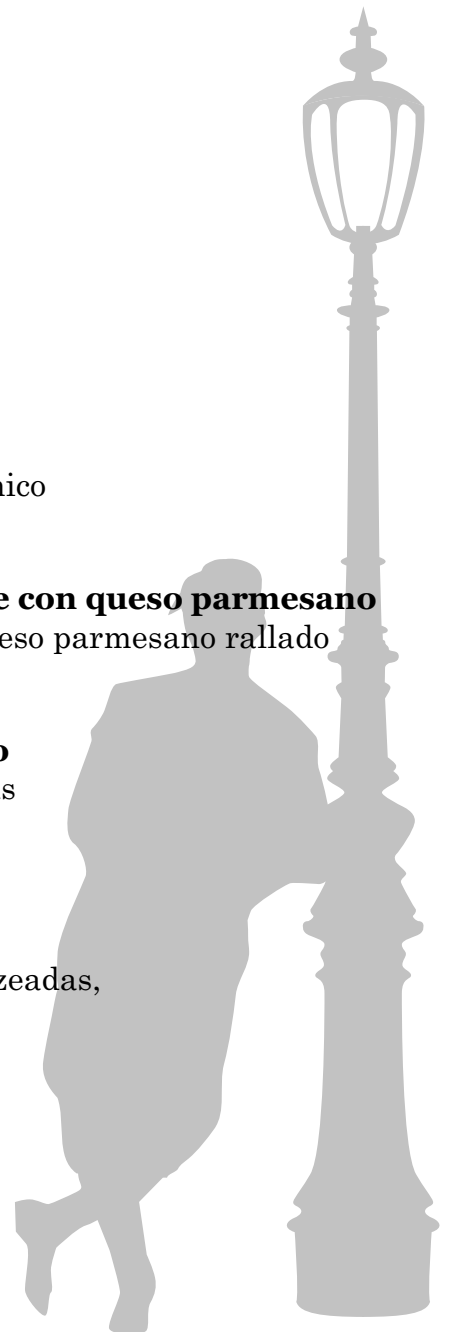 nico
e con queso parmesano
eso parmesano rallado
o
s
zeadas,